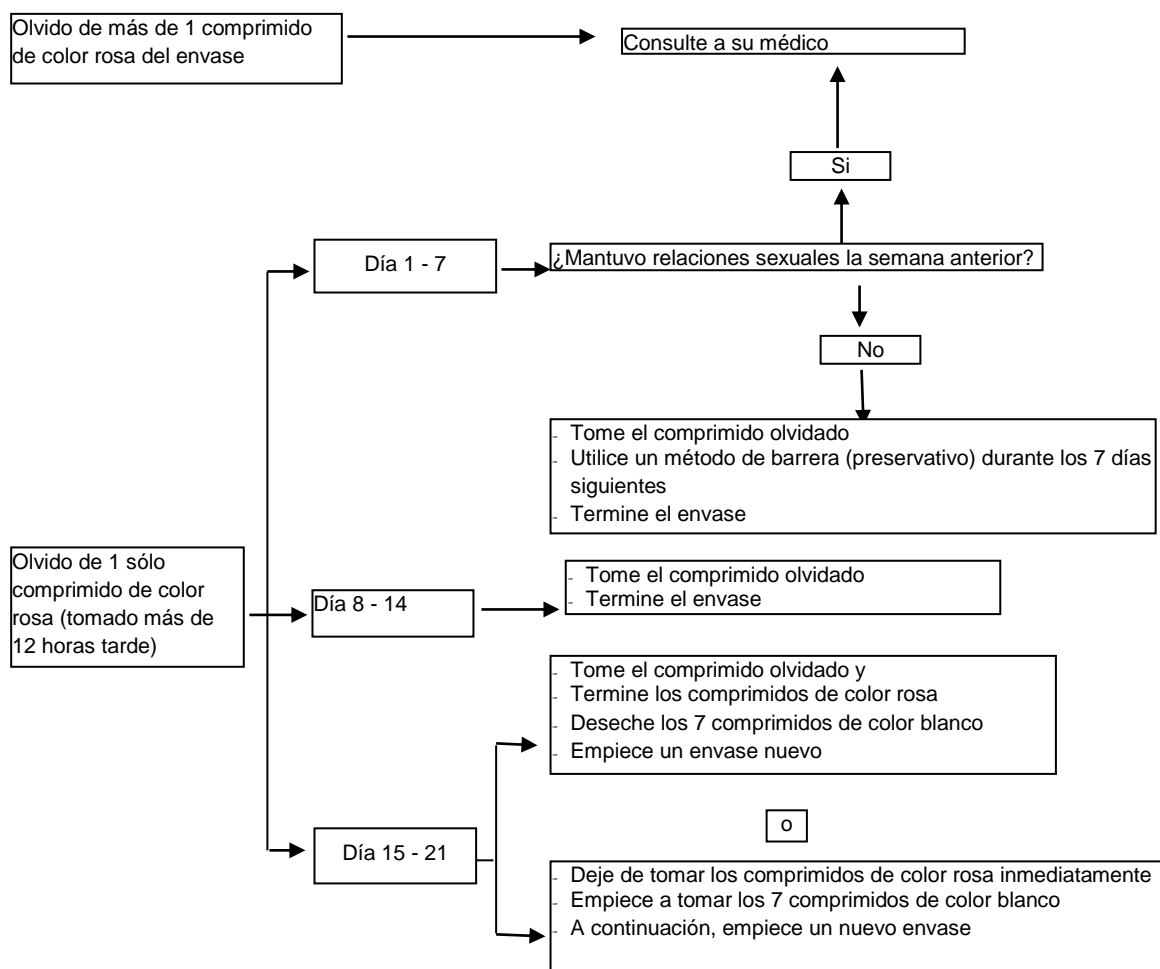 Olvido de más de 1 comprimido
de color rosa del envase
Consulte a su médico
Si
Día 1 - 7
¿Mantuvo relaciones sexuales la semana anterior?
No
- Tome el comprimido olvidado
- Utilice un método de barrera (preservativo) durante los 7 días
siguientes
- Termine el envase
Olvido de 1 sólo
comprimido de color
rosa (tomado más de
12 horas tarde)
Día 8 - 14
- Tome el comprimido olvidado
- Termine el envase
- Tome el comprimido olvidado y
- Termine los comprimidos de color rosa
- Deseche los 7 comprimidos de color blanco
- Empiece un envase nuevo
o
Día 15 - 21
- Deje de tomar los comprimidos de color rosa inmediatamente
- Empiece a tomar los 7 comprimidos de color blanco
- A continuación, empiece un nuevo envase